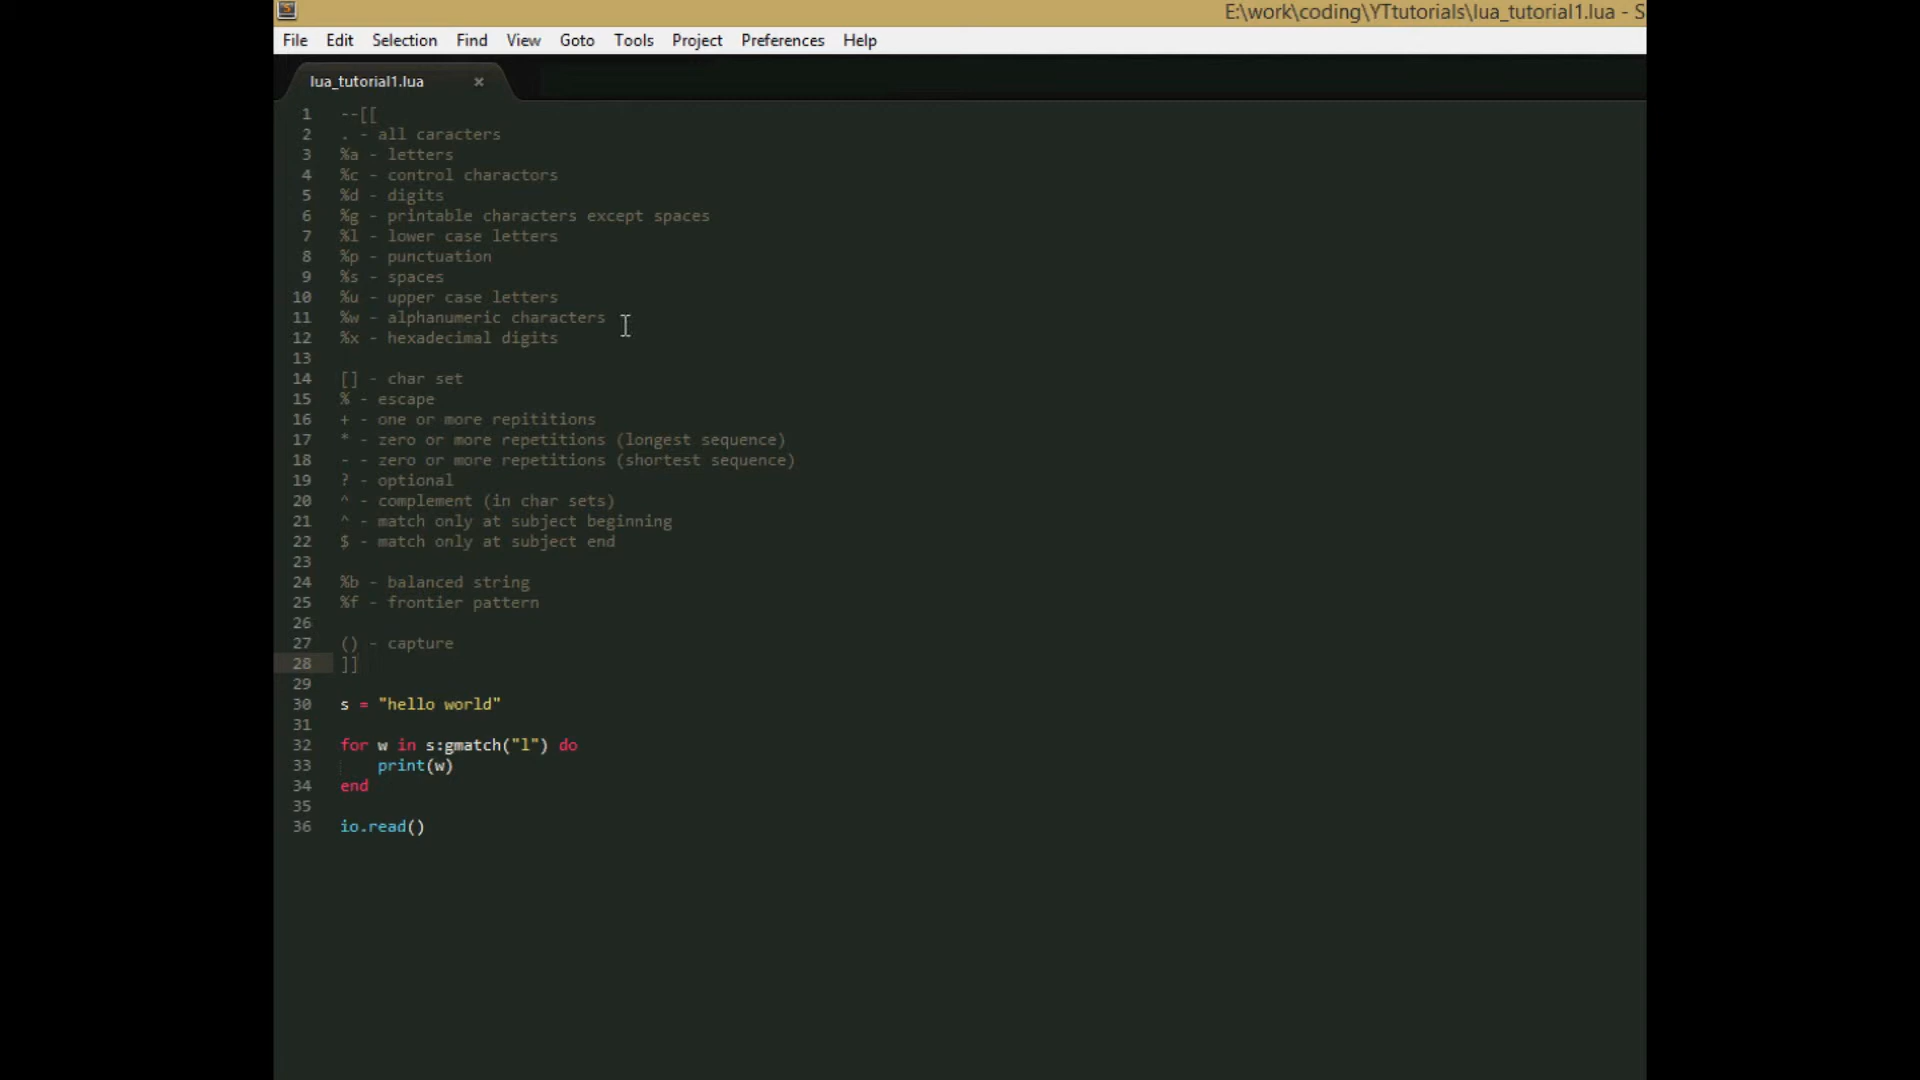 E:\work\coding\YTtutorials\lua_tutorial1.lua - S
File Edit Selection Find View Goto Tools Project Preferences Help
lua_tutorial1.lua ×
1 --[[
2 . - all caracters
3 %a - letters
4 %c - control charactors
5 %d - digits
6 %g - printable characters except spaces
7 %l - lower case letters
8 %p - punctuation
9 %s - spaces
10 %u - upper case letters
11 %w - alphanumeric characters
12 %x - hexadecimal digits
13
14 [] - char set
15 % - escape
16 + - one or more repititions
17 * - zero or more repetitions (longest sequence)
18 - - zero or more repetitions (shortest sequence)
19 ? - optional
20 ^ - complement (in char sets)
21 ^ - match only at subject beginning
22 $ - match only at subject end
23
24 %b - balanced string
25 %f - frontier pattern
26
27 () - capture
28 ]]
29
30 s = "hello world"
31
32 for w in s:gmatch("l") do
33 print(w)
34 end
35
36 io.read()